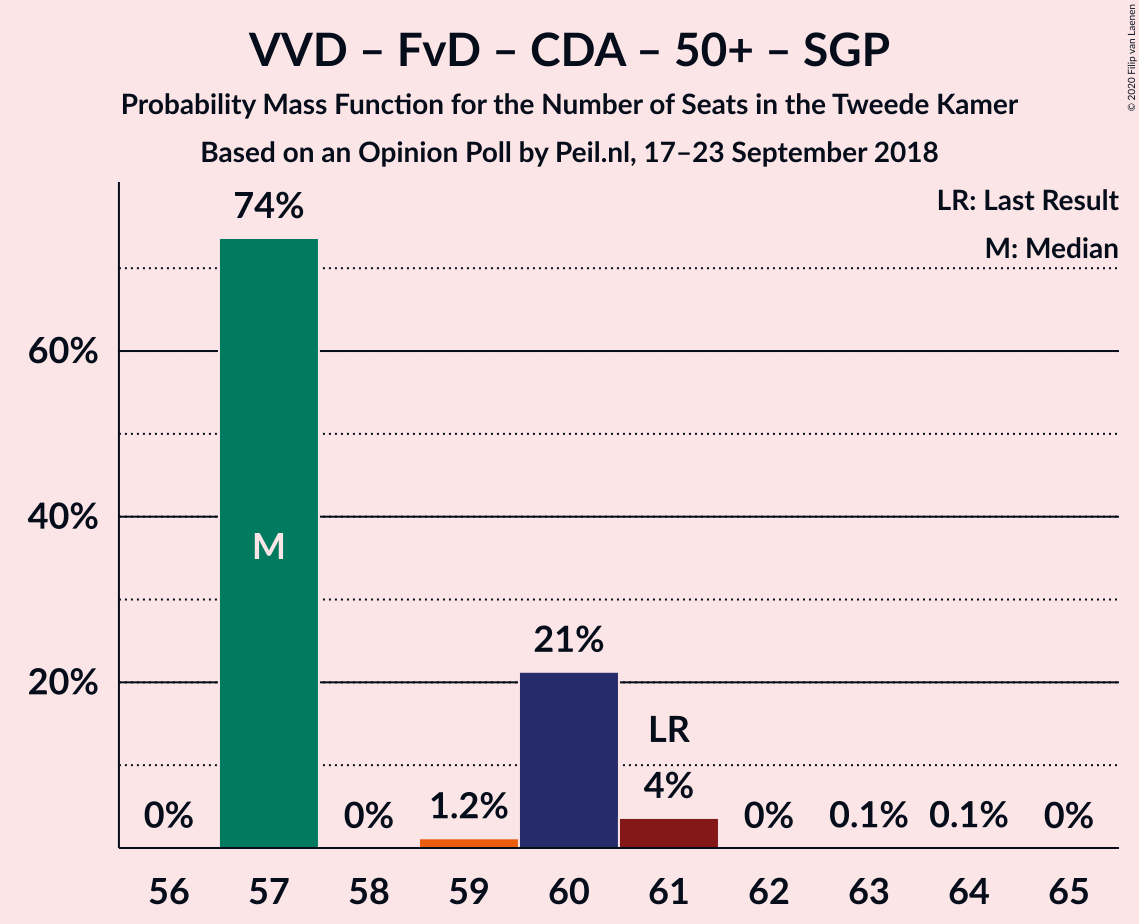 VVD – FvD – CDA – 50+ – SGP
Probability Mass Function for the Number of Seats in the Tweede Kamer
Based on an Opinion Poll by Peil.nl, 17–23 September 2018
© 2020 Filip van Laenen
LR: Last Result
M: Median
60%
40%
20%
0%
74%
M
0%
1.2%
21%
LR
4%
0%
0.1%
0.1%
0%
56 57 58 59 60 61 62 63 64 65